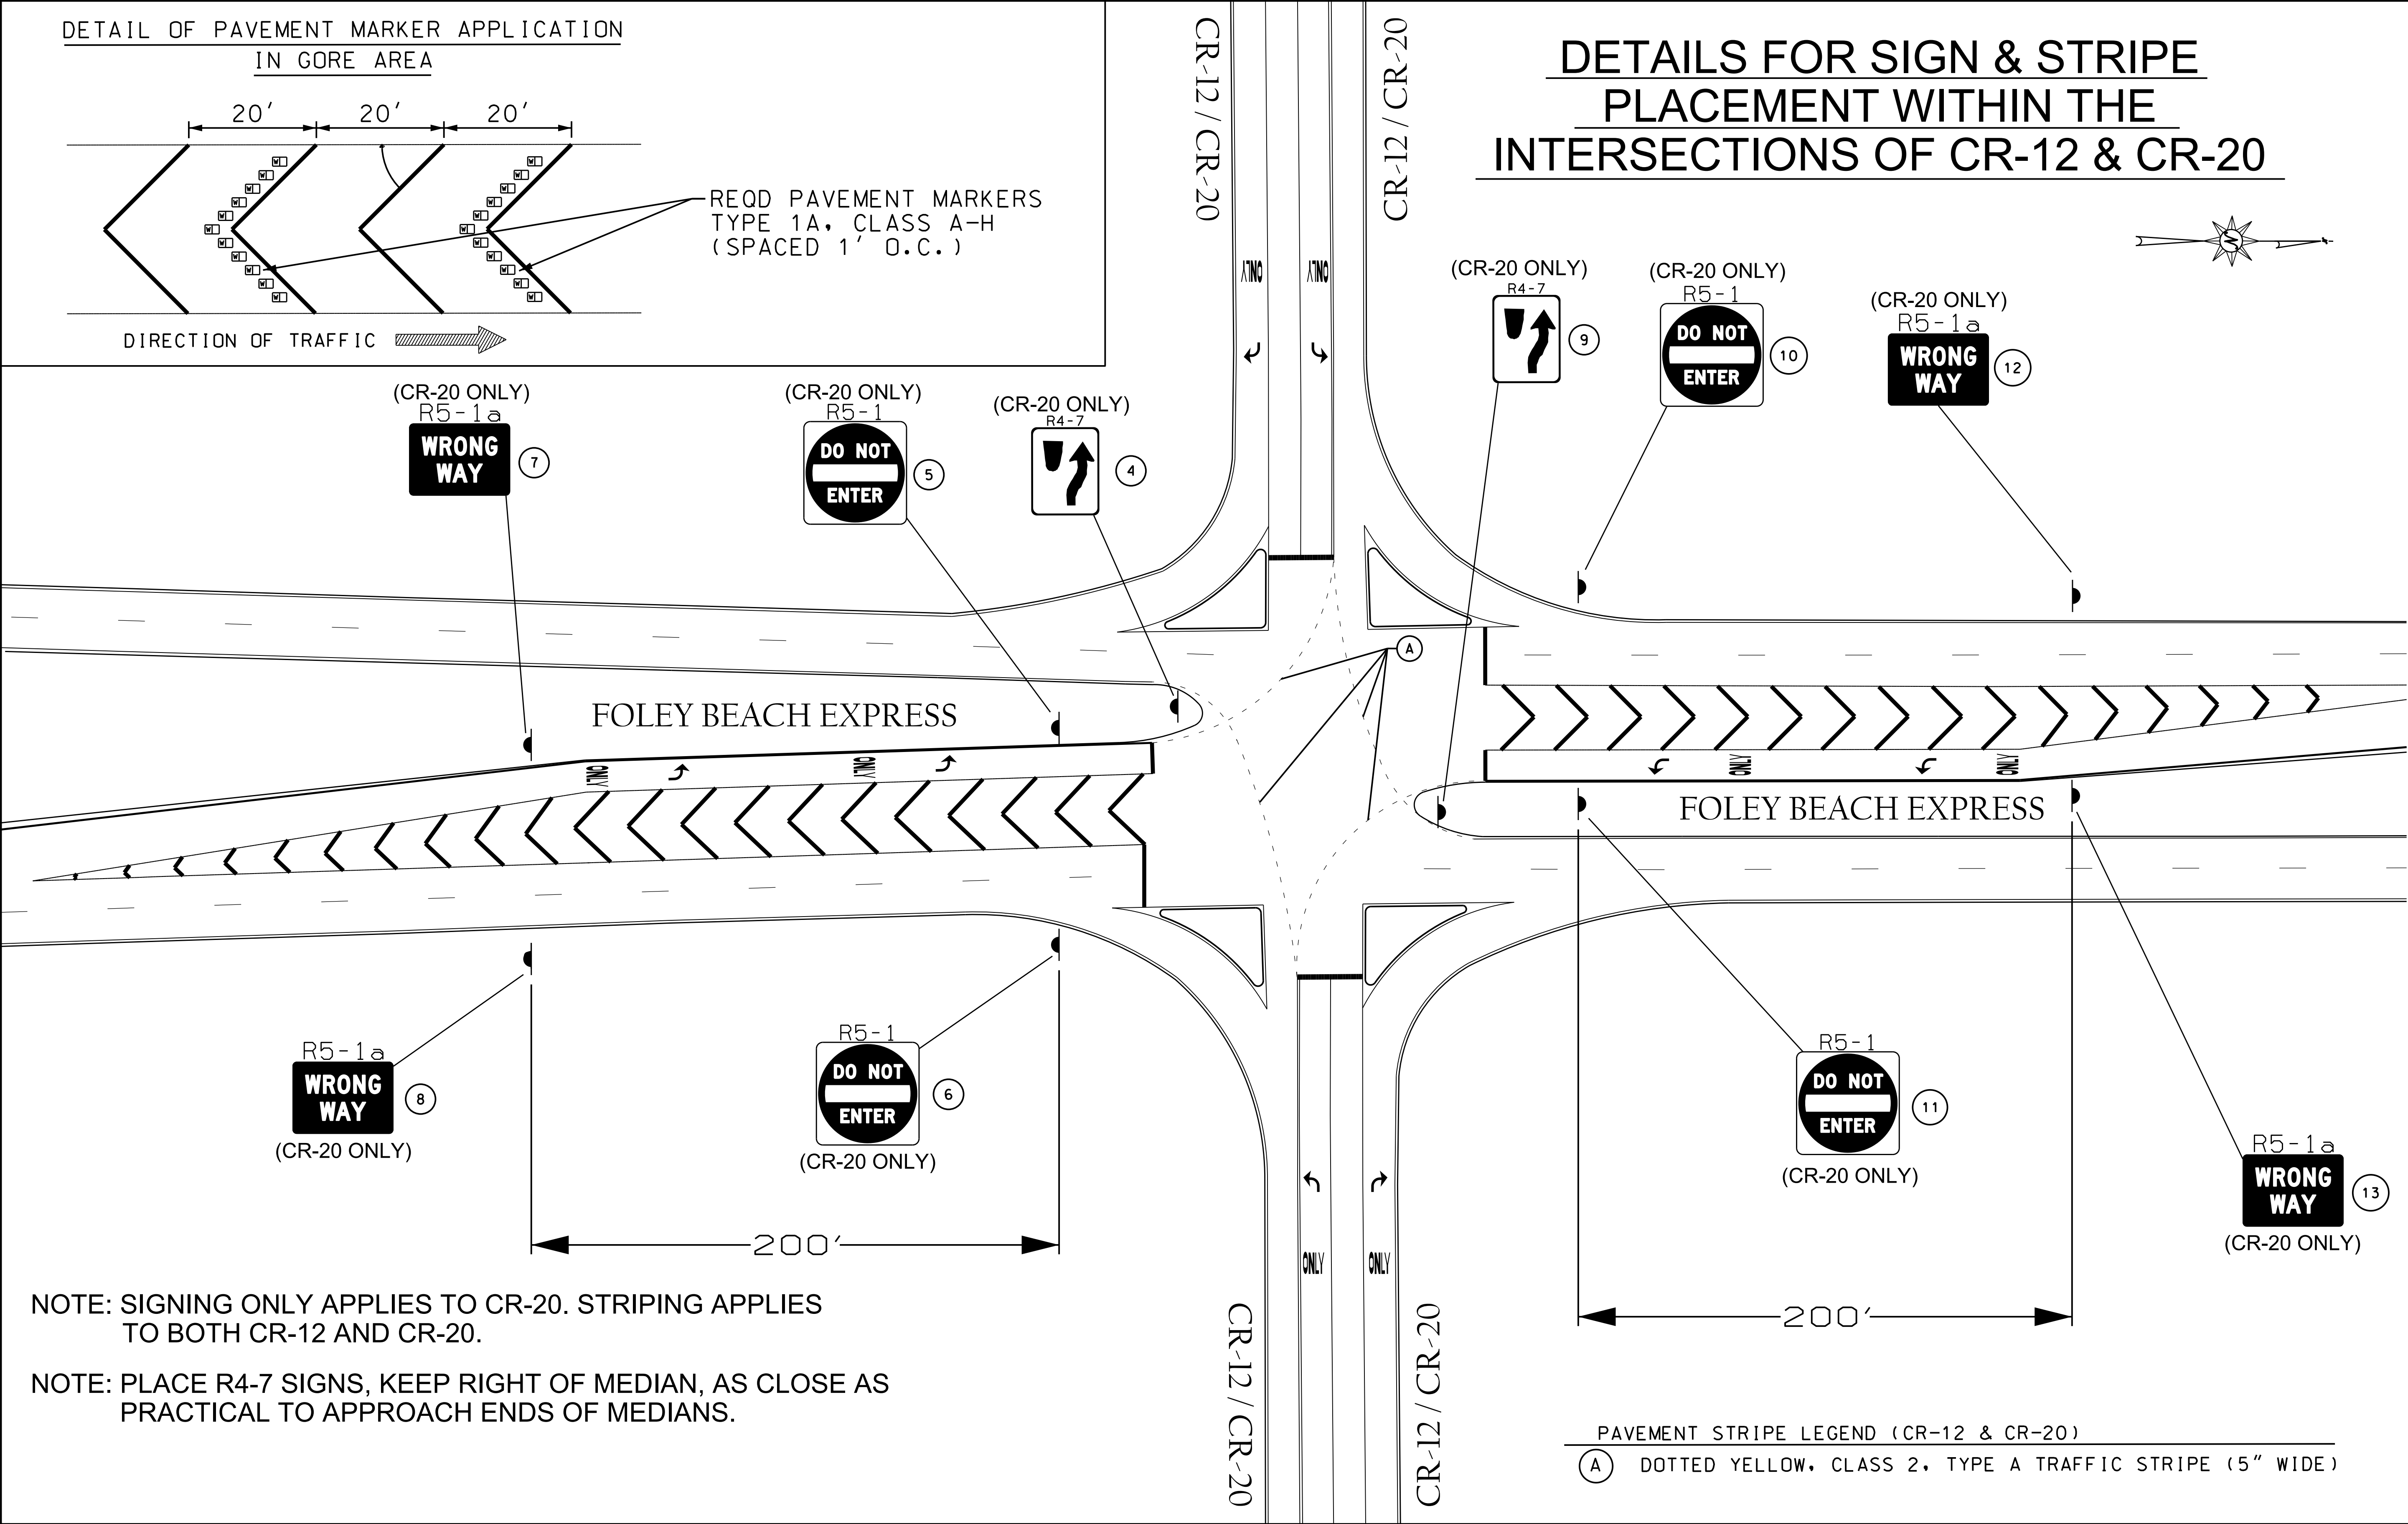 DETAIL OF PAVEMENT MARKER APPLICATION
IN GORE AREA
20'
20'
20'
REQD PAVEMENT MARKERS
TYPE 1A, CLASS A-H
(SPACED 1' O.C.)
DIRECTION OF TRAFFIC
CR-12 / CR-20
CR-12 / CR-20
DETAILS FOR SIGN & STRIPE
PLACEMENT WITHIN THE
INTERSECTIONS OF CR-12 & CR-20
N
ONLY
ONLY
(CR-20 ONLY)
R4-7
9
(CR-20 ONLY)
R5-1
DO NOT
ENTER
10
(CR-20 ONLY)
R5-1a
WRONG
WAY
12
(CR-20 ONLY)
R5-1a
WRONG
WAY
7
(CR-20 ONLY)
R5-1
DO NOT
ENTER
5
(CR-20 ONLY)
R4-7
4
A
FOLEY BEACH EXPRESS
ONLY
ONLY
ONLY
ONLY
FOLEY BEACH EXPRESS
R5-1a
WRONG
WAY
8
(CR-20 ONLY)
R5-1
DO NOT
ENTER
6
(CR-20 ONLY)
R5-1
DO NOT
ENTER
11
(CR-20 ONLY)
R5-1a
WRONG
WAY
13
(CR-20 ONLY)
200'
200'
ONLY
ONLY
CR-12 / CR-20
CR-12 / CR-20
NOTE: SIGNING ONLY APPLIES TO CR-20. STRIPING APPLIES
TO BOTH CR-12 AND CR-20.
NOTE: PLACE R4-7 SIGNS, KEEP RIGHT OF MEDIAN, AS CLOSE AS
PRACTICAL TO APPROACH ENDS OF MEDIANS.
PAVEMENT STRIPE LEGEND (CR-12 & CR-20)
A DOTTED YELLOW, CLASS 2, TYPE A TRAFFIC STRIPE (5" WIDE)